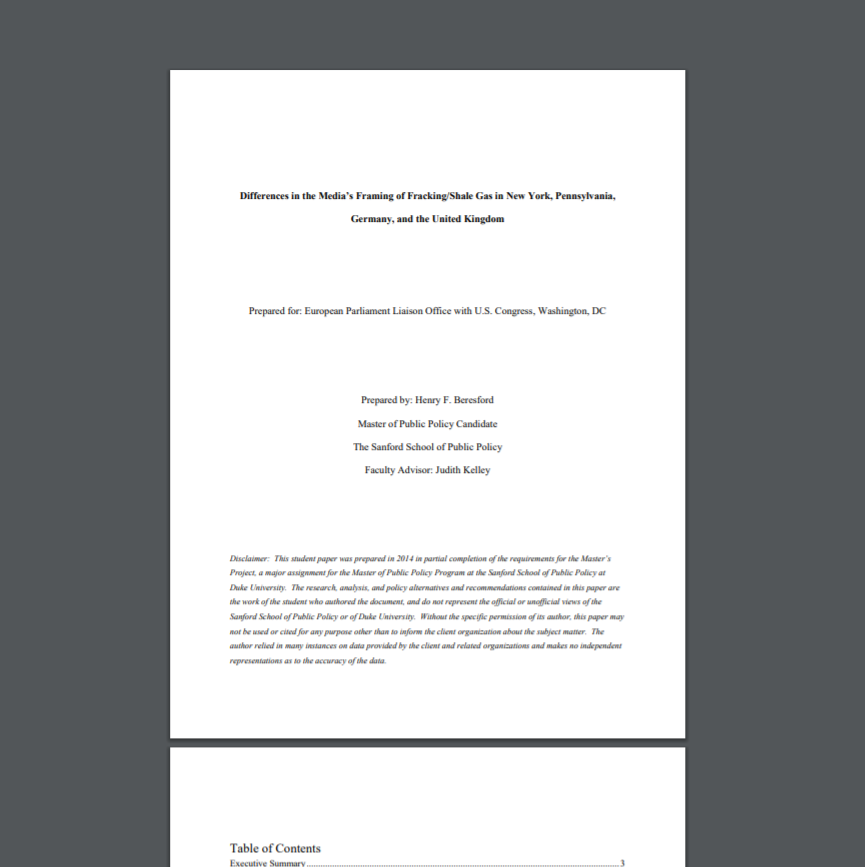 Differences in the Media's Framing of Fracking/Shale Gas in New York, Pennsylvania,
Germany, and the United Kingdom
Prepared for: European Parliament Liaison Office with U.S. Congress, Washington, DC
Prepared by: Henry F. Beresford
Master of Public Policy Candidate
The Sanford School of Public Policy
Faculty Advisor: Judith Kelley
Disclaimer: This student paper was prepared in 2014 in partial completion of the requirements for the Master's
Project, a major assignment for the Master of Public Policy Program at the Sanford School of Public Policy at
Duke University. The research, analysis, and policy alternatives and recommendations contained in this paper are
the work of the student who authored the document, and do not represent the official or unofficial views of the
Sanford School of Public Policy or of Duke University. Without the specific permission of its author, this paper may
not be used or cited for any purpose other than to inform the client organization about the subject matter. The
author relied in many instances on data provided by the client and related organizations and makes no independent
representations as to the accuracy of the data.
Table of Contents
Executive Summary........................................................................................................................3